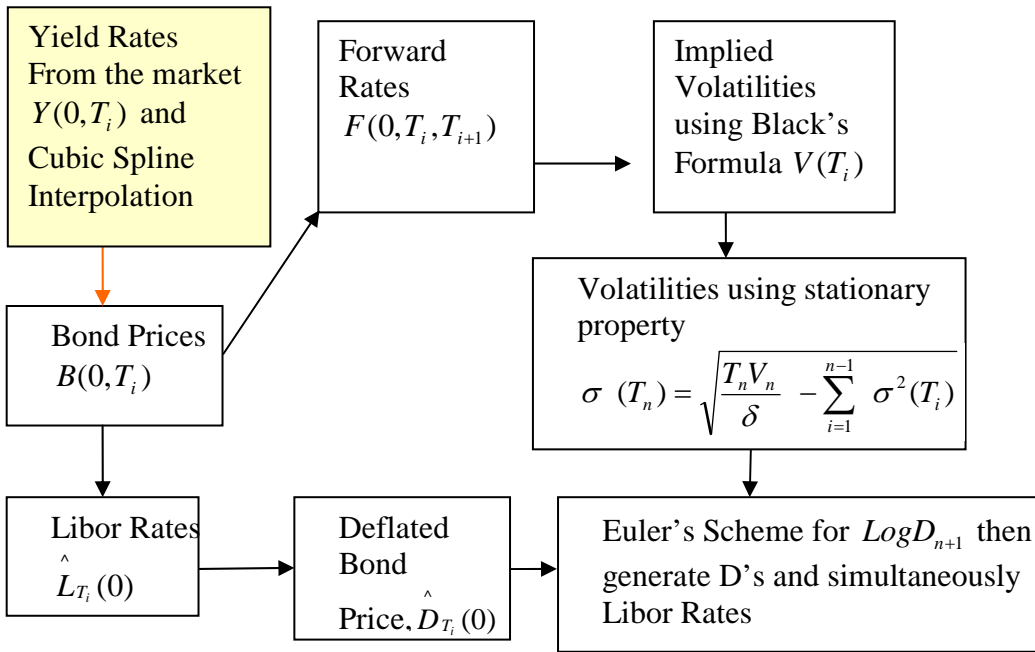 Yield Rates
From the market
Y(0,T_i) and
Cubic Spline
Interpolation
Forward
Rates
F(0,T_i,T_{i+1})
Implied
Volatilities
using Black's
Formula V(T_i)
Bond Prices
B(0,T_i)
Volatilities using stationary
property
σ (T_n) = √(T_nV_n/δ − ∑_{i=1}^{n−1} σ²(T_i))
Libor Rates
L̂_{T_i}(0)
Deflated
Bond
Price, D̂_{T_i}(0)
Euler's Scheme for LogD_{n+1} then
generate D's and simultaneously
Libor Rates